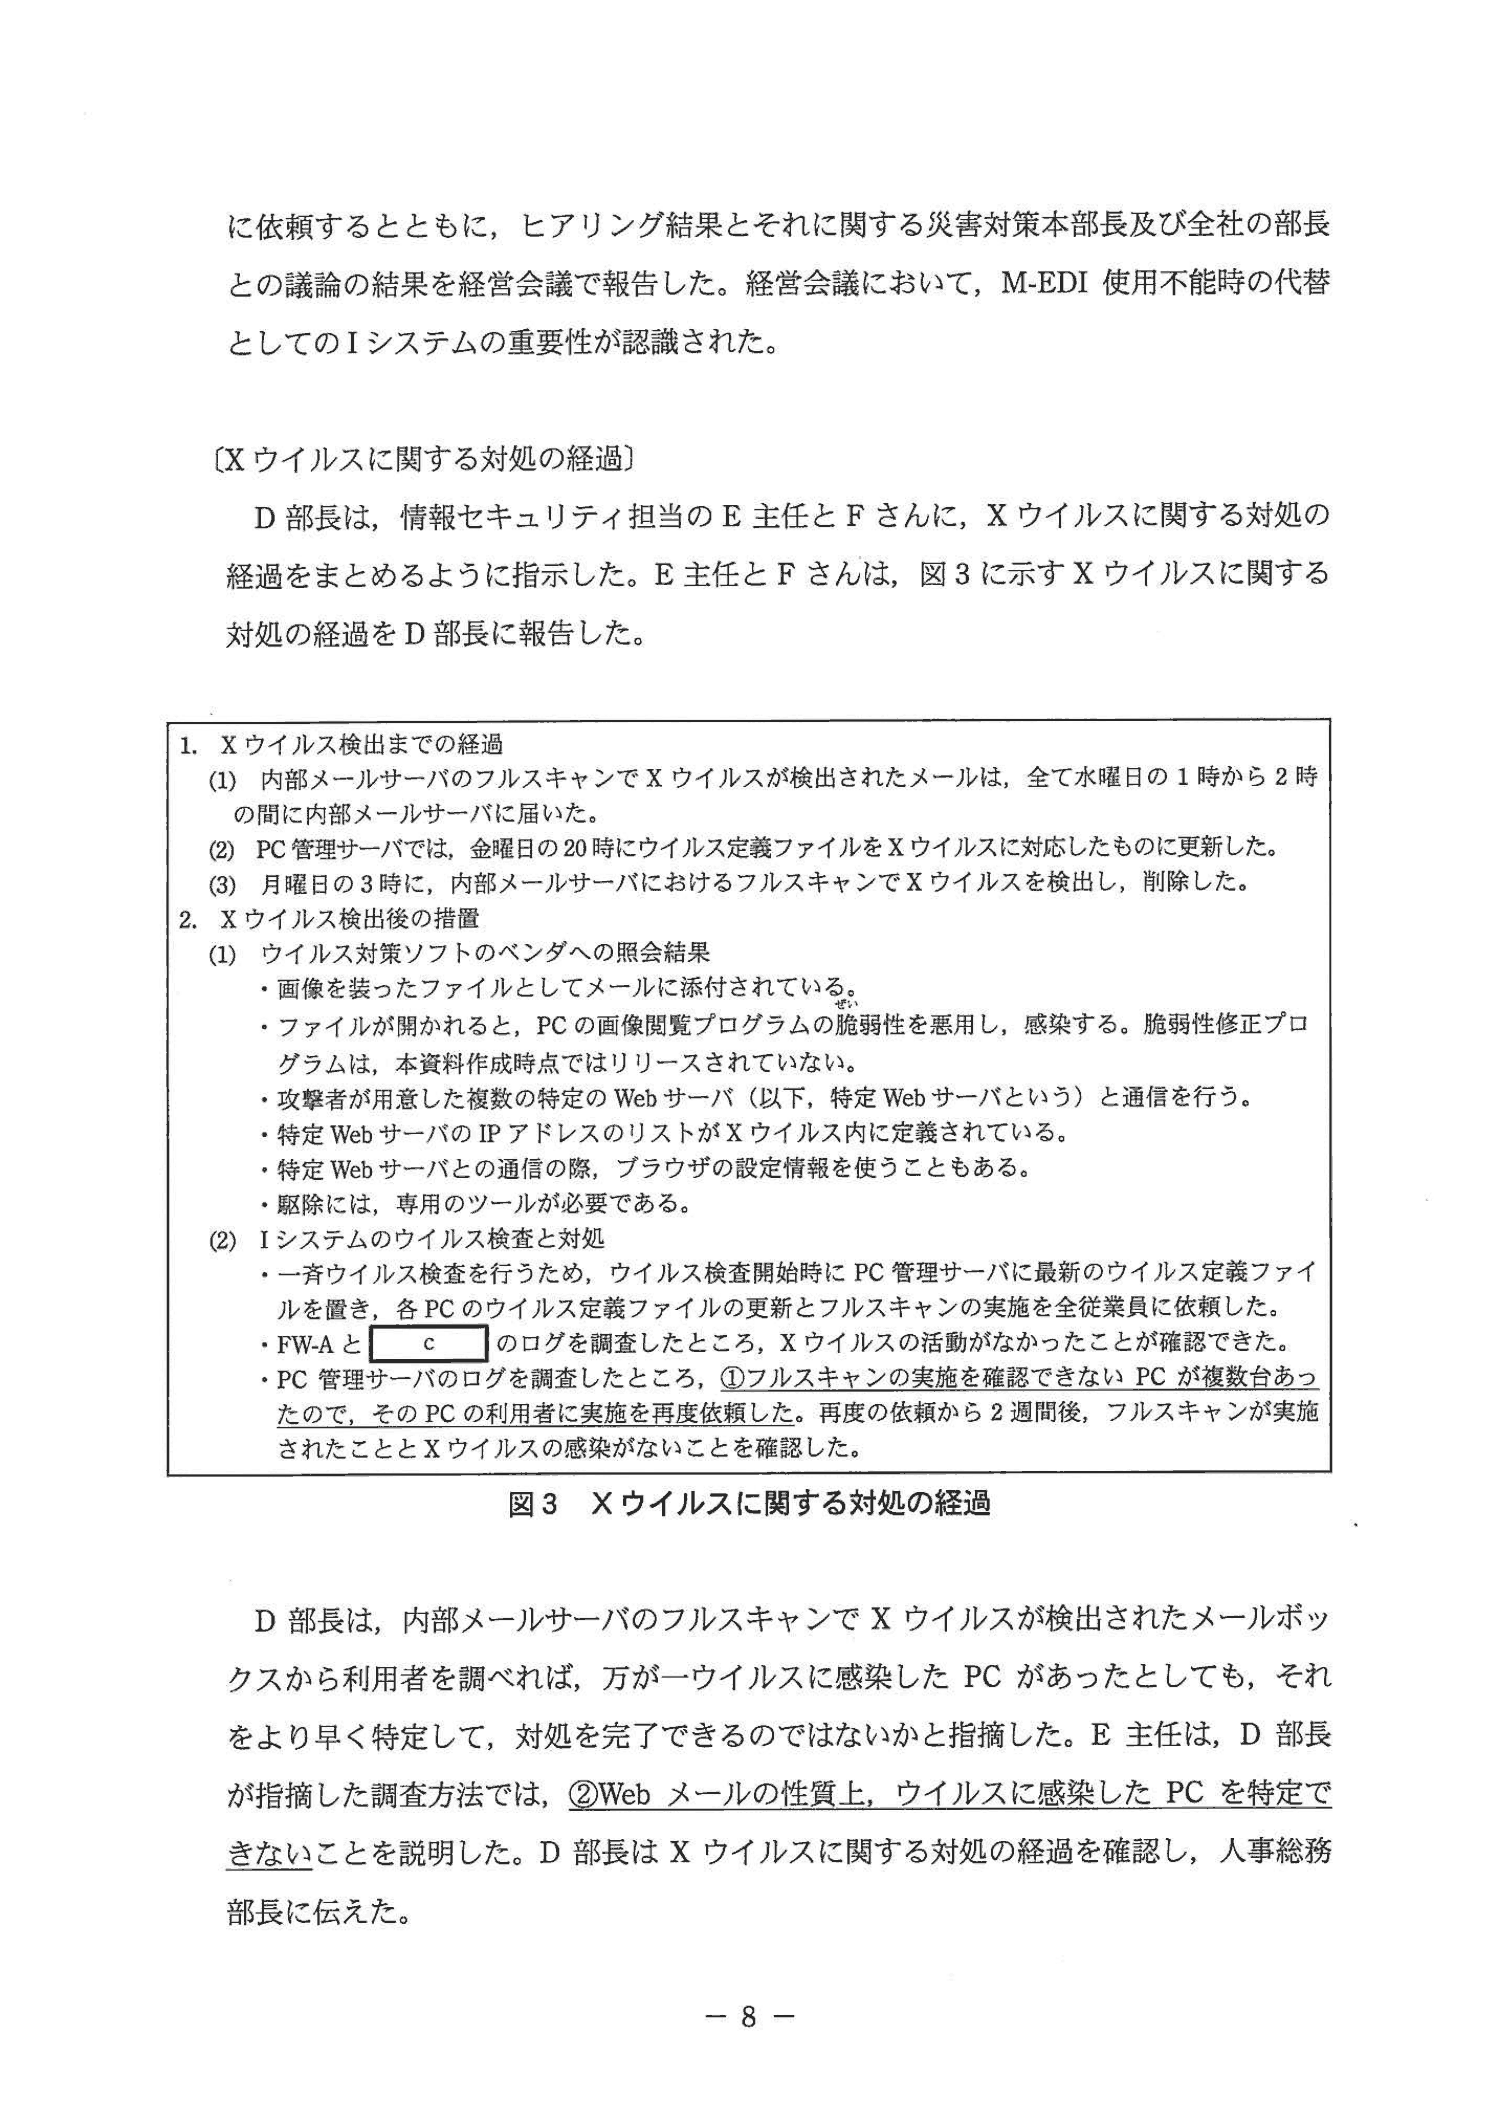 に依頼するとともに，ヒアリング結果とそれに関する災害対策本部長及び全社の部長
との議論の結果を経営会議で報告した。経営会議において，M-EDI 使用不能時の代替
としてのIシステムの重要性が認識された。
〔X ウイルスに関する対処の経過〕
D 部長は，情報セキュリティ担当の E 主任と F さんに，X ウイルスに関する対処の
経過をまとめるように指示した。E 主任と F さんは，図 3 に示す X ウイルスに関する
対処の経過を D 部長に報告した。
1. X ウイルス検出までの経過
(1) 内部メールサーバのフルスキャンで X ウイルスが検出されたメールは，全て水曜日の 1 時から 2 時
の間に内部メールサーバに届いた。
(2) PC 管理サーバでは，金曜日の 20 時にウイルス定義ファイルを X ウイルスに対応したものに更新した。
(3) 月曜日の 3 時に，内部メールサーバにおけるフルスキャンで X ウイルスを検出し，削除した。
2. X ウイルス検出後の措置
(1) ウイルス対策ソフトのベンダへの照会結果
・画像を装ったファイルとしてメールに添付されている。
ぜい
・ファイルが開かれると，PC の画像閲覧プログラムの脆弱性を悪用し，感染する。脆弱性修正プロ
グラムは，本資料作成時点ではリリースされていない。
・攻撃者が用意した複数の特定の Web サーバ（以下，特定 Web サーバという）と通信を行う。
・特定 Web サーバの IP アドレスのリストが X ウイルス内に定義されている。
・特定 Web サーバとの通信の際，ブラウザの設定情報を使うこともある。
・駆除には，専用のツールが必要である。
(2) I システムのウイルス検査と対処
・一斉ウイルス検査を行うため，ウイルス検査開始時に PC 管理サーバに最新のウイルス定義ファイ
ルを置き，各 PC のウイルス定義ファイルの更新とフルスキャンの実施を全従業員に依頼した。
・FW-A と c のログを調査したところ，X ウイルスの活動がなかったことが確認できた。
・PC 管理サーバのログを調査したところ，①フルスキャンの実施を確認できない PC が複数台あっ
たので，その PC の利用者に実施を再度依頼した。再度の依頼から 2 週間後，フルスキャンが実施
されたことと X ウイルスの感染がないことを確認した。
図 3 X ウイルスに関する対処の経過
D 部長は，内部メールサーバのフルスキャンで X ウイルスが検出されたメールボッ
クスから利用者を調べれば，万が一ウイルスに感染した PC があったとしても，それ
をより早く特定して，対処を完了できるのではないかと指摘した。E 主任は，D 部長
が指摘した調査方法では，②Web メールの性質上，ウイルスに感染した PC を特定で
きないことを説明した。D 部長は X ウイルスに関する対処の経過を確認し，人事総務
部長に伝えた。
－ 8 －